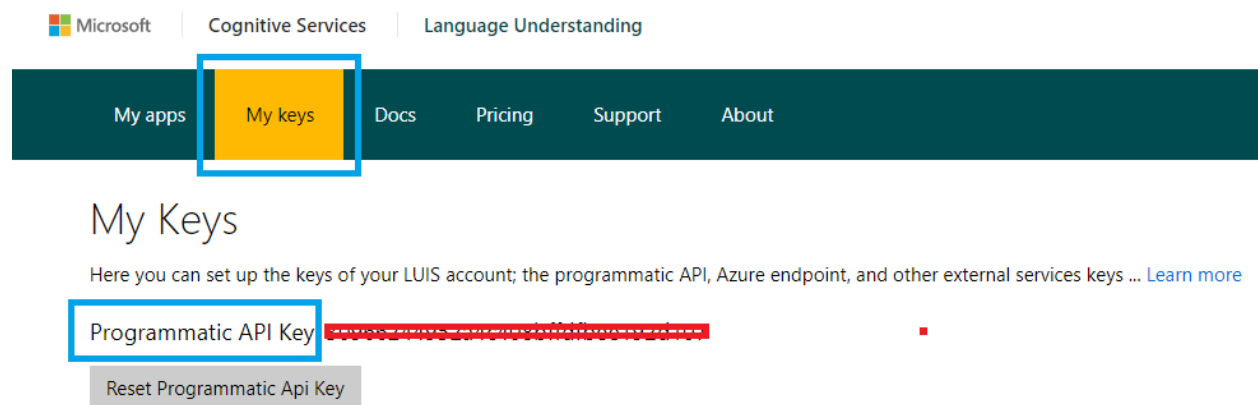 Microsoft Cognitive Services Language Understanding
My apps My keys Docs Pricing Support About
My Keys
Here you can set up the keys of your LUIS account; the programmatic API, Azure endpoint, and other external services keys ... Learn more
Programmatic API Key
Reset Programmatic Api Key